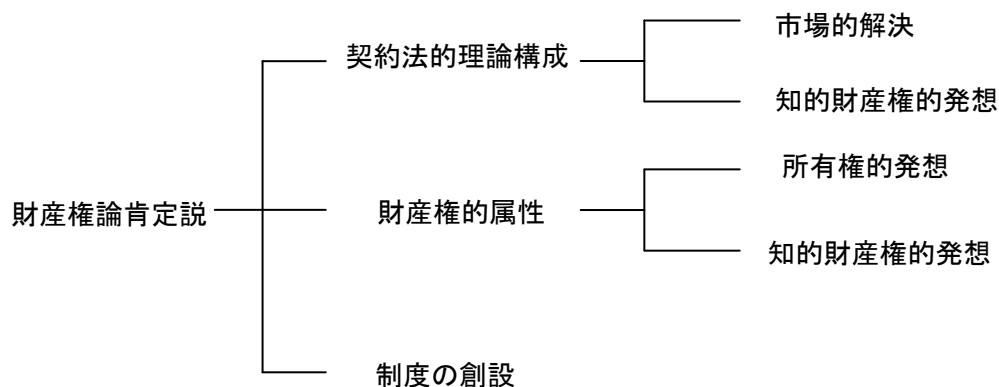 市場的解決
契約法的理論構成
知的財産権的発想
所有権的発想
財産権論肯定説
財産権的属性
知的財産権的発想
制度の創設